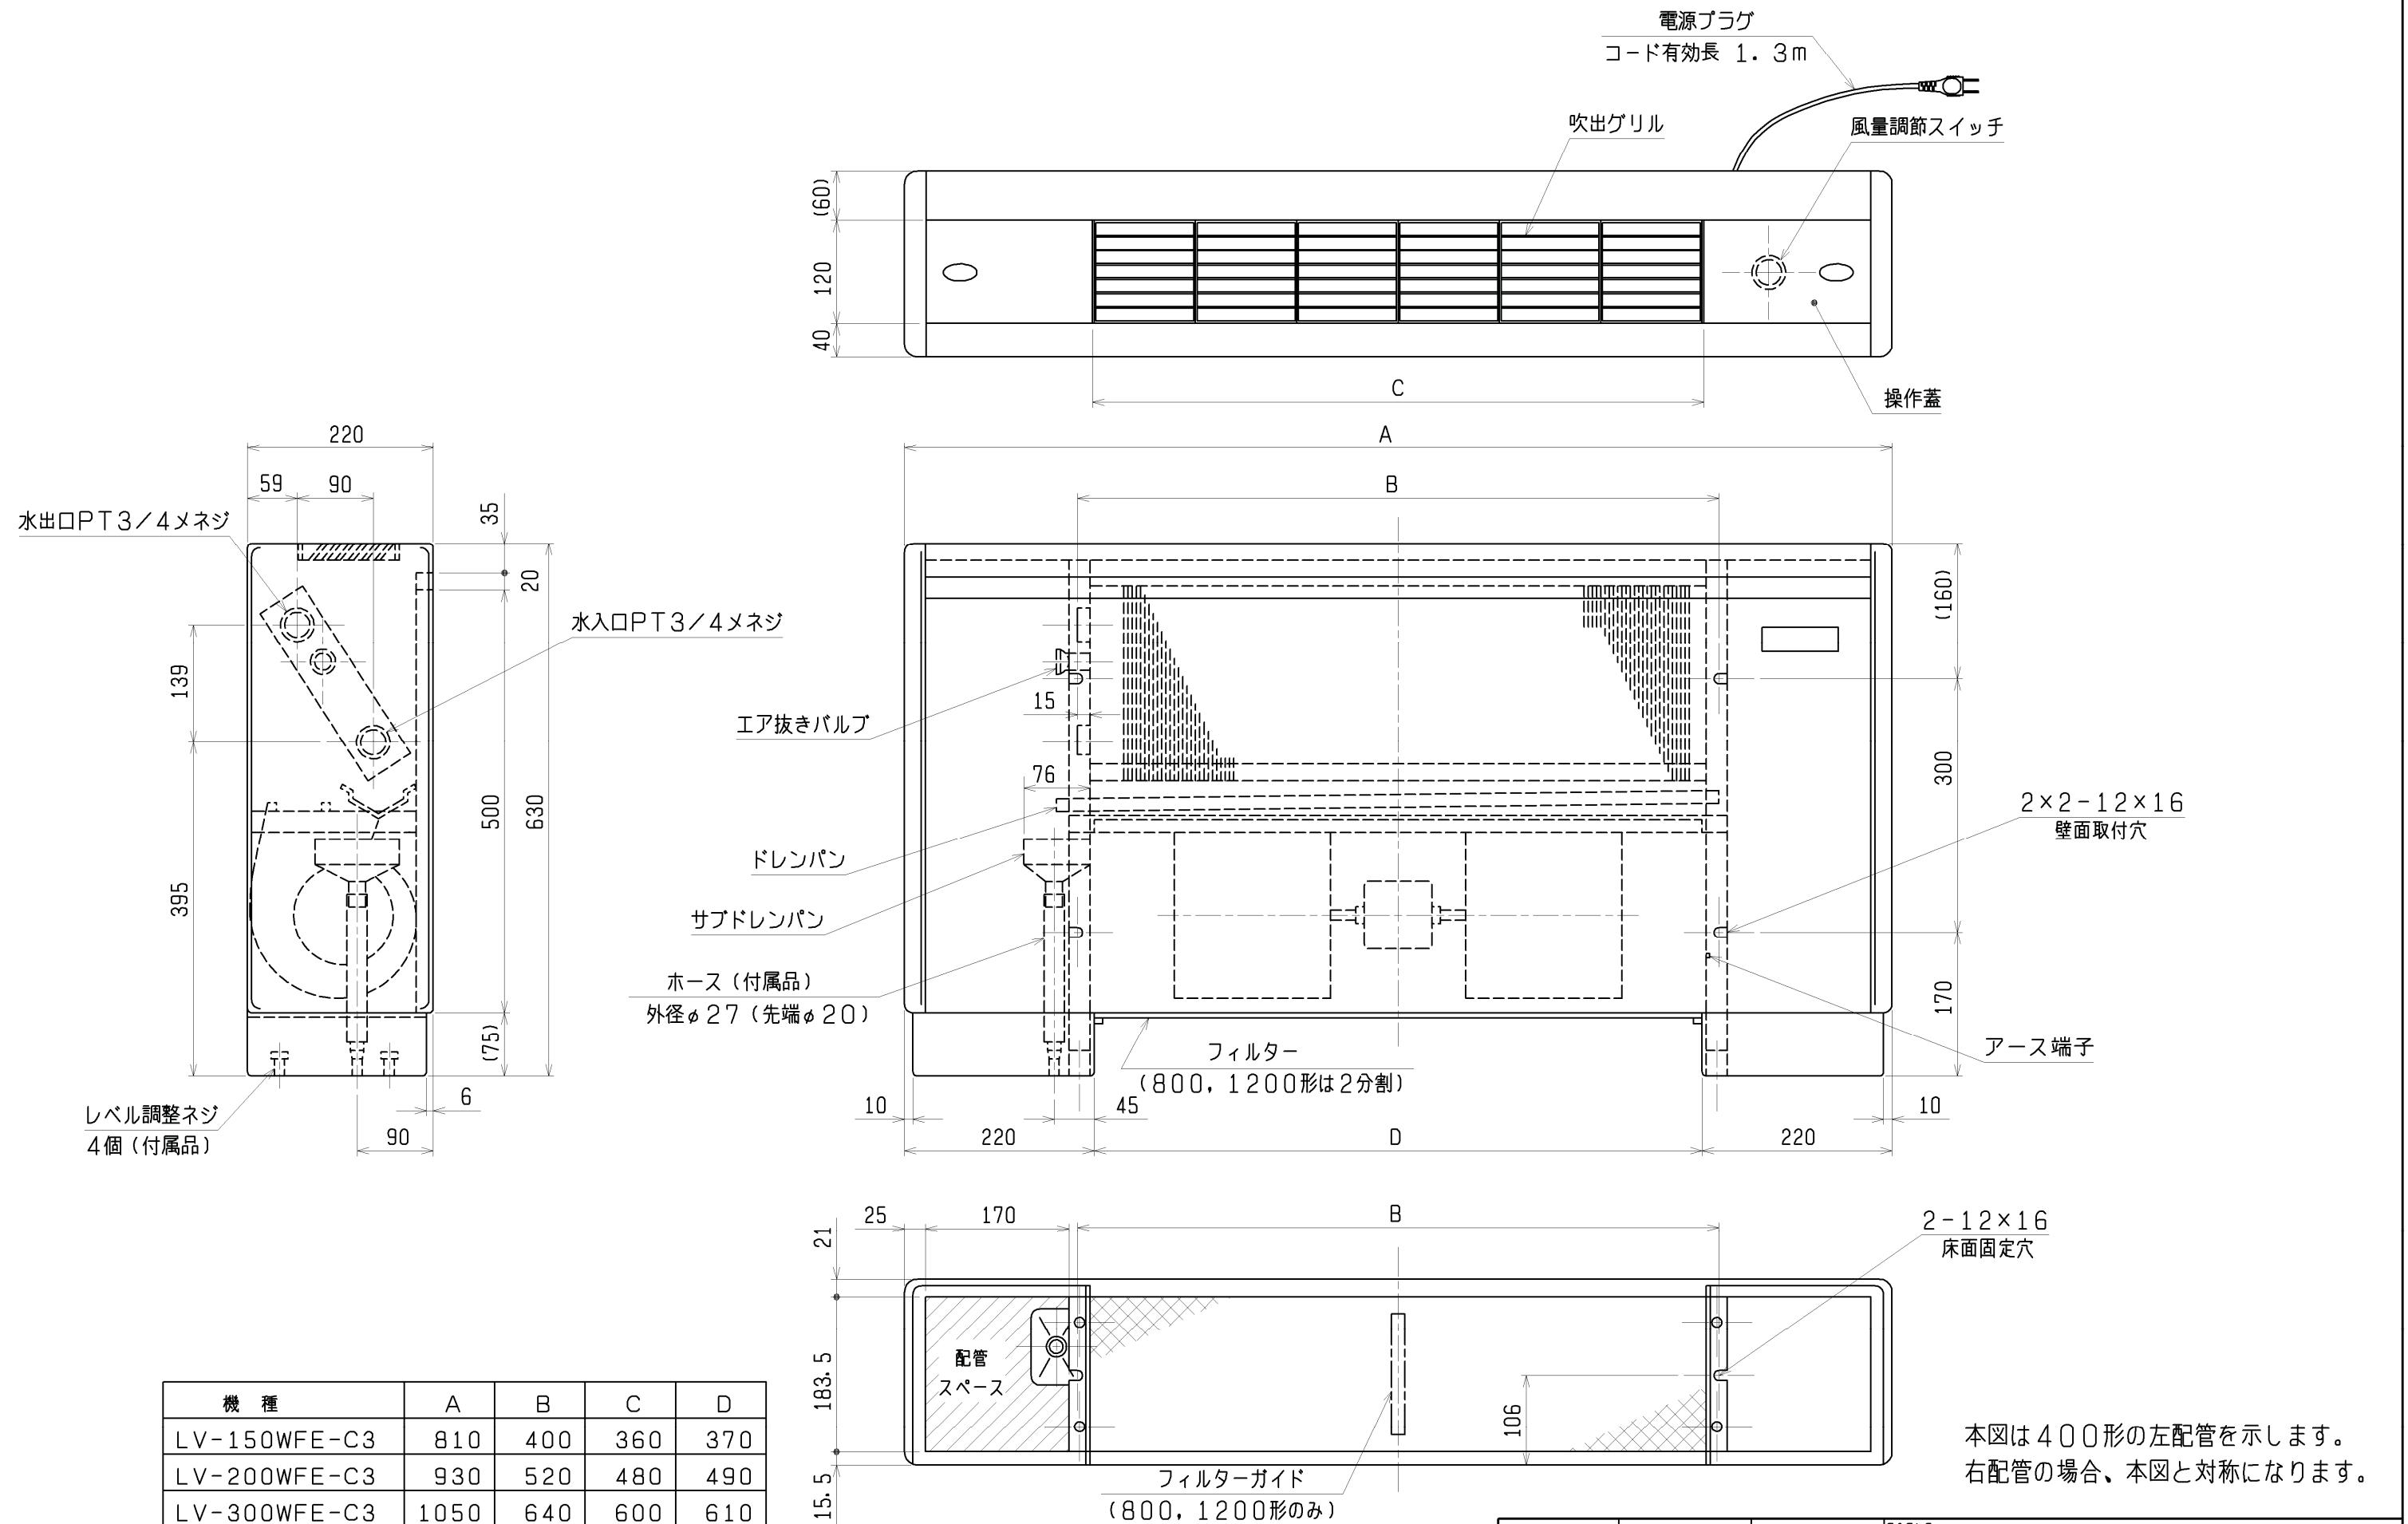 電源プラグ
コード有効長 1.3m
吹出グリル
風量調節スイッチ
(60)
120
40
C
操作蓋
A
B
220
59
90
35
20
水出口PT3/4メネジ
水入口PT3/4メネジ
139
395
500
630
(75)
6
90
レベル調整ネジ
4個(付属品)
エア抜きバルブ
15
76
ドレンパン
サブドレンパン
ホース(付属品)
外径φ27(先端φ20)
(160)
300
170
2×2-12×16
壁面取付穴
アース端子
フィルター
(800,1200形は2分割)
10
45
10
220
D
220
25
170
B
21
183.5
15.5
2-12×16
床面固定穴
配管
スペース
106
フィルターガイド
(800,1200形のみ)
本図は400形の左配管を示します。
右配管の場合、本図と対称になります。
機 種 A B C D
LV-150WFE-C3 810 400 360 370
LV-200WFE-C3 930 520 480 490
LV-300WFE-C3 1050 640 600 610